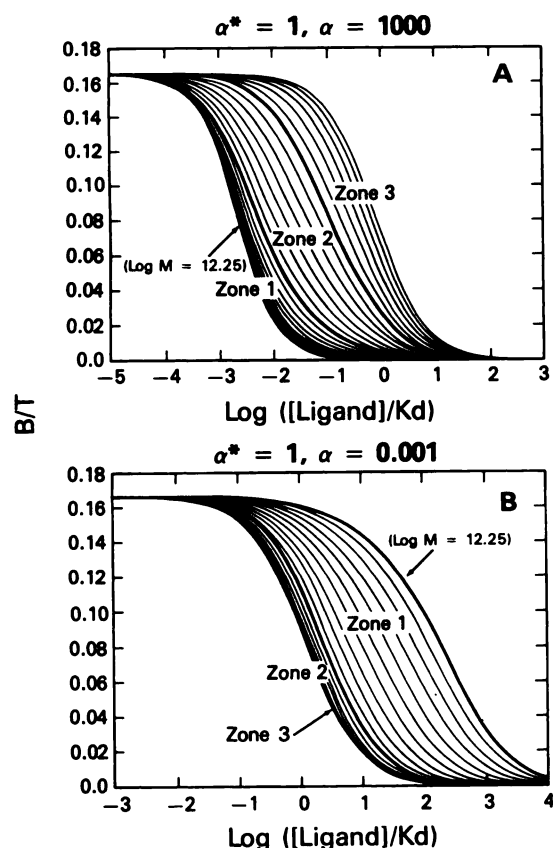 α* = 1, α = 1000
A
0.18
0.16
0.14
0.12
0.10
0.08
0.06
0.04
0.02
0.0
Zone 3
Zone 2
(Log M = 12.25)
Zone 1
−5 −4 −3 −2 −1 0 1 2 3
Log ([Ligand]/Kd)
B/T
α* = 1, α = 0.001
B
0.18
0.16
0.14
0.12
0.10
0.08
0.06
0.04
0.02
0.0
(Log M = 12.25)
Zone 1
Zone 2
Zone 3
−3 −2 −1 0 1 2 3 4
Log ([Ligand]/Kd)